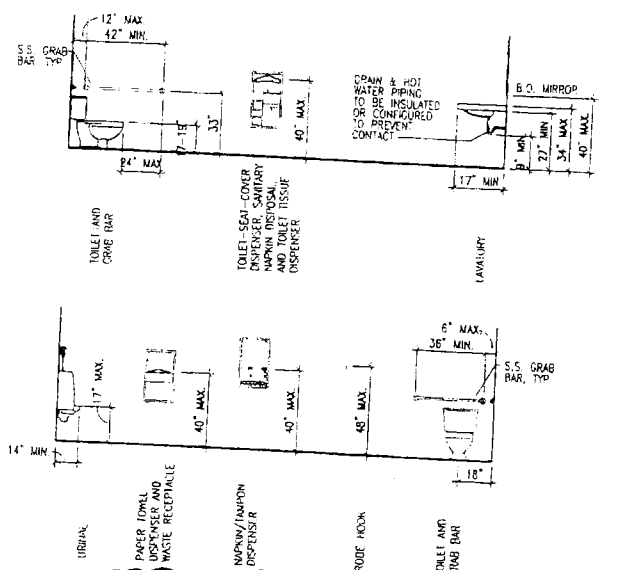 12" MAX
42" MIN.
S.S. GRAB
BAR TYP
33"
24" MAX
40" MAX.
DRAIN & HOT
WATER PIPING
TO BE INSULATED
OR CONFIGURED
TO PREVENT
CONTACT
B.O. MIRROR
9" MIN
27" MIN
34" MAX
40" MAX.
17" MIN
TOILET AND
GRAB BAR
TOILET-SEAT-COVER
DISPENSER, SANITARY
NAPKIN DISPOSAL,
AND TOILET TISSUE
DISPENSER
LAVATORY
6" MAX.
36" MIN.
S.S. GRAB
BAR, TYP
17" MAX.
14" MIN.
40" MAX.
40" MAX.
48" MAX.
18"
URINAL
PAPER TOWEL
DISPENSER AND
WASTE RECEPTACLE
NAPKIN/TAMPON
DISPENSER
ROBE HOOK
TOILET AND
GRAB BAR